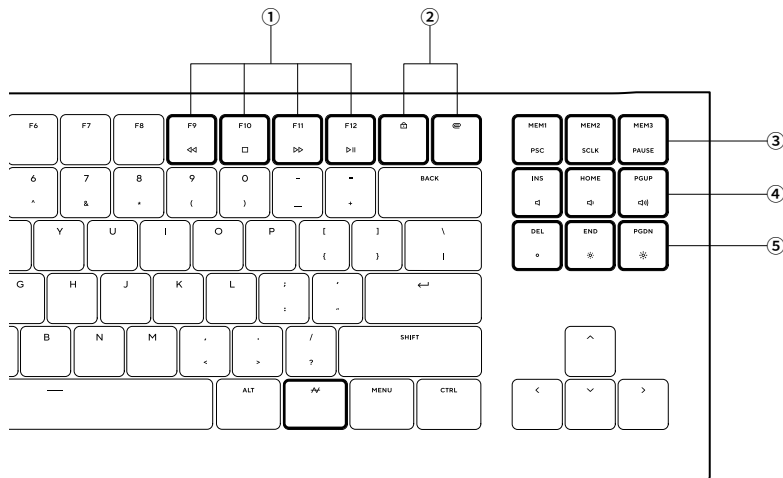 ① ②
F6 F7 F8 F9 F10 F11 F12 MEM1 MEM2 MEM3 ③
PSC SCLK PAUSE
6 7 8 9 0 - = BACK INS HOME PGUP ④
^ & * ( ) _ +
Y U I O P [ ] \ DEL END PGDN ⑤
{ } |
G H J K L ; '
: "
B N M , . / SHIFT
< > ?
ALT MENU CTRL